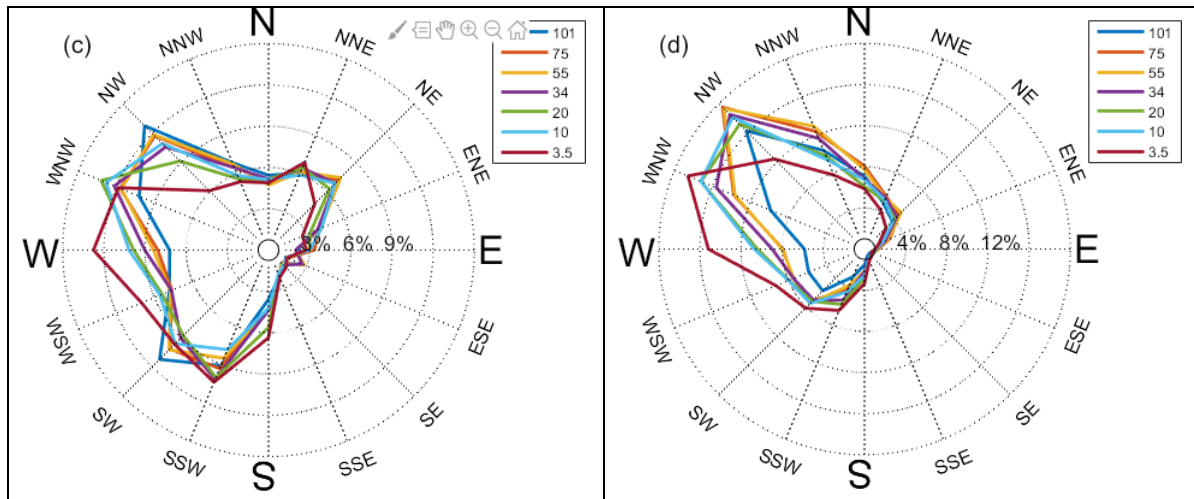 (c)
N
NNW
NNE
NW
NE
WNW
ENE
W
3% 6% 9%
E
WSW
ESE
SW
SE
SSW
SSE
S
101
75
55
34
20
10
3.5
(d)
N
NNW
NNE
NW
NE
WNW
ENE
W
4% 8% 12%
E
WSW
ESE
SW
SE
SSW
SSE
S
101
75
55
34
20
10
3.5